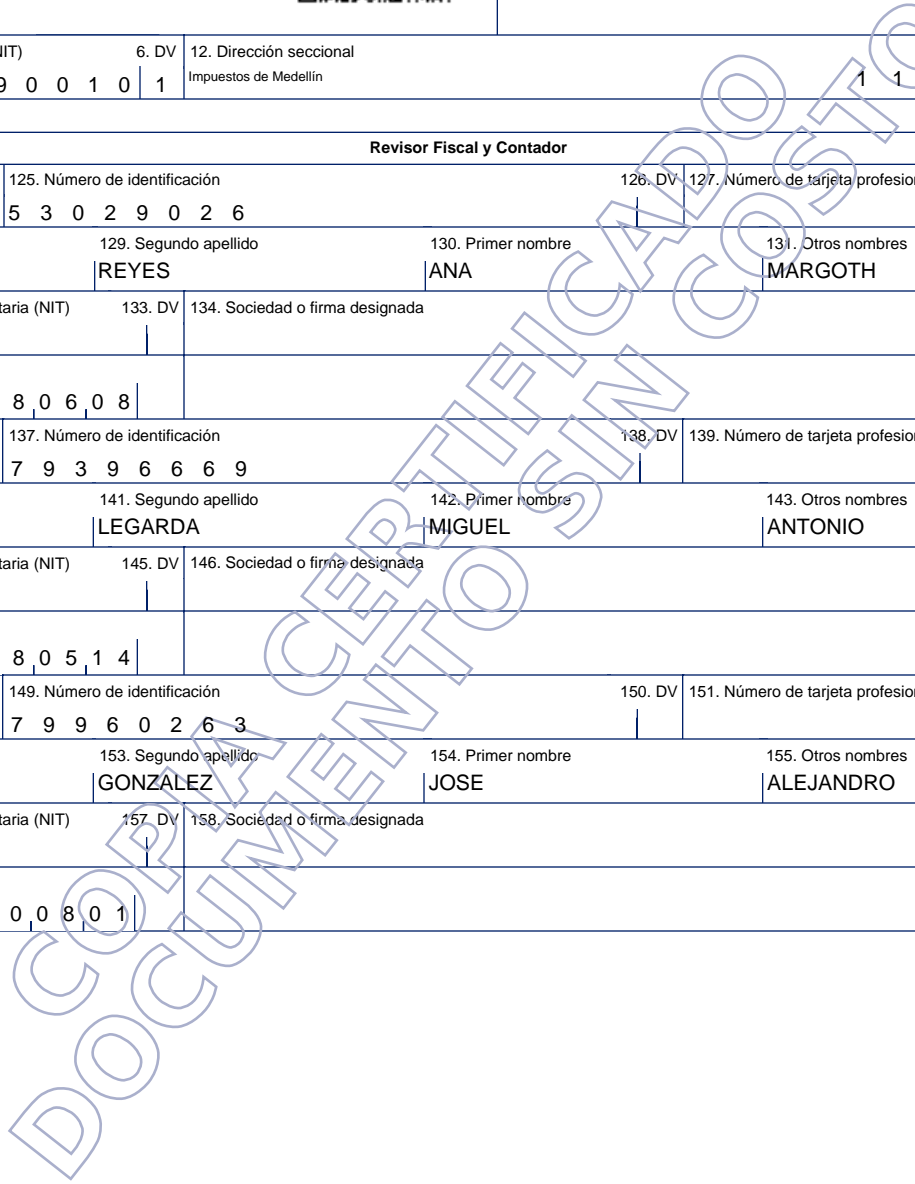 IT) 6. DV 12. Dirección seccional
9 0 0 1 0 1 Impuestos de Medellín 1 1
Revisor Fiscal y Contador
125. Número de identificación 126. DV 127. Número de tarjeta profesion
5 3 0 2 9 0 2 6
129. Segundo apellido 130. Primer nombre 131. Otros nombres
REYES ANA MARGOTH
taria (NIT) 133. DV 134. Sociedad o firma designada
8 0 6 0 8
137. Número de identificación 138. DV 139. Número de tarjeta profesion
7 9 3 9 6 6 6 9
141. Segundo apellido 142. Primer nombre 143. Otros nombres
LEGARDA MIGUEL ANTONIO
taria (NIT) 145. DV 146. Sociedad o firma designada
8 0 5 1 4
149. Número de identificación 150. DV 151. Número de tarjeta profesion
7 9 9 6 0 2 6 3
153. Segundo apellido 154. Primer nombre 155. Otros nombres
GONZALEZ JOSE ALEJANDRO
taria (NIT) 157. DV 158. Sociedad o firma designada
0 0 8 0 1
COPIA CERTIFICADO
DOCUMENTO SIN COSTO